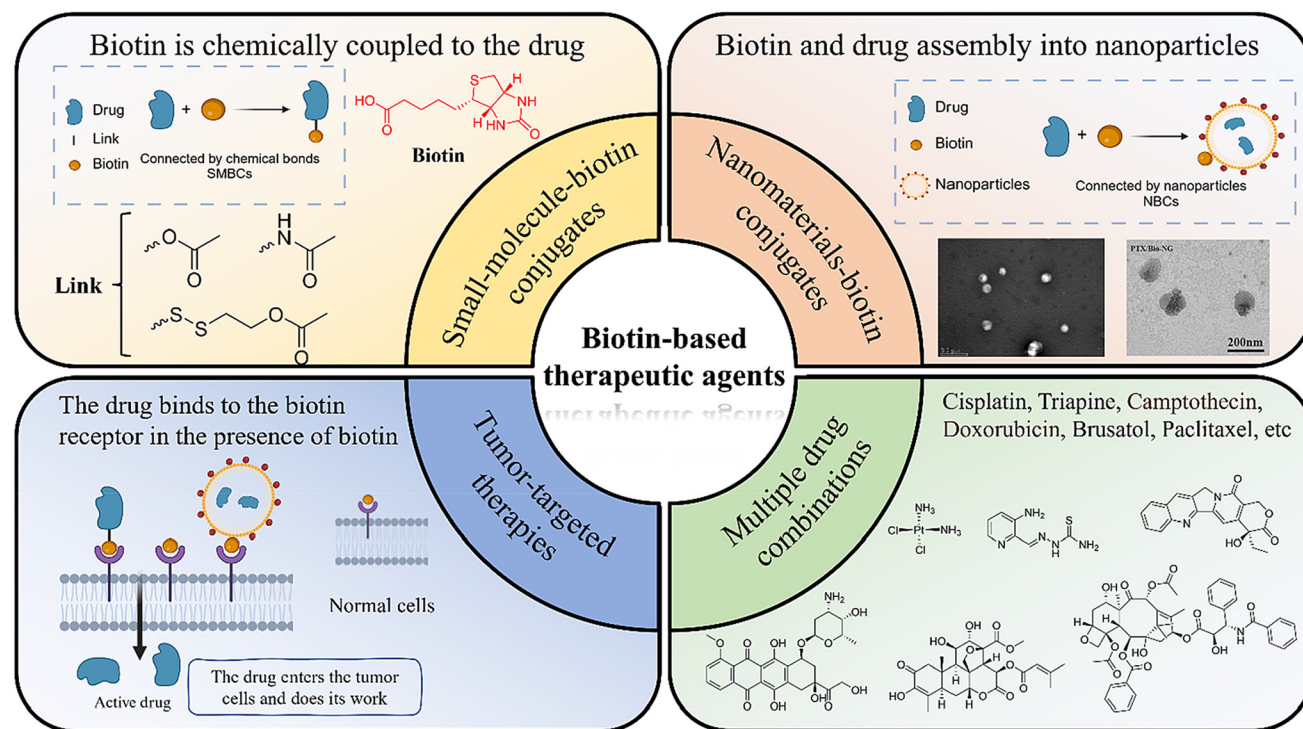 Biotin is chemically coupled to the drug
Drug
Link
Biotin
+
Connected by chemical bonds
SMBCs
HO
O
S
H
H
NH
HN
O
Biotin
Link
O
O
H
N
O
S
S
O
O
Small-molecule-biotin
conjugates
Biotin and drug assembly into nanoparticles
Drug
Biotin
Nanoparticles
+
Connected by nanoparticles
NBCs
PTX/Bio-NG
200nm
Nanomaterials-biotin
conjugates
Biotin-based
therapeutic agents
The drug binds to the biotin
receptor in the presence of biotin
Normal cells
Active drug
The drug enters the tumor
cells and does its work
Tumor-targeted
therapies
Multiple drug
combinations
Cisplatin, Triapine, Camptothecin,
Doxorubicin, Brusatol, Paclitaxel, etc
NH3
Cl
Pt
NH3
Cl
NH2
N
N
N
H
S
NH2
N
N
O
O
O
HO
NH2
OH
O
O
O
O
OH
O
OH
OH
O
OH
OH
OH
HO
O
O
O
O
HO
H
H
H
O
O
O
O
OH
O
O
O
OH
O
O
O
O
O
OH
N
H
O